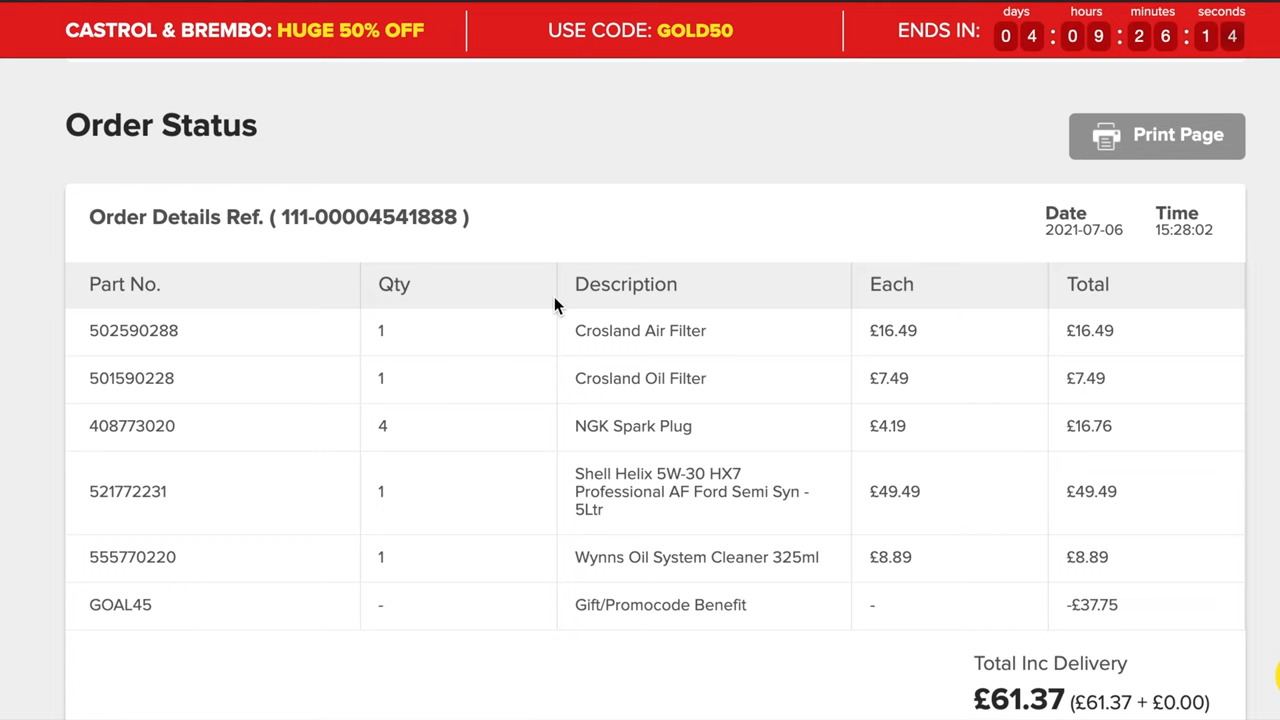 CASTROL & BREMBO: HUGE 50% OFF USE CODE: GOLD50 ENDS IN: days hours minutes seconds
0 4 : 0 9 : 2 6 : 1 4
Order Status
Print Page
Order Details Ref. ( 111-00004541888 )
Date Time
2021-07-06 15:28:02
Part No. Qty Description Each Total
502590288 1 Crosland Air Filter £16.49 £16.49
501590228 1 Crosland Oil Filter £7.49 £7.49
408773020 4 NGK Spark Plug £4.19 £16.76
521772231 1 Shell Helix 5W-30 HX7
Professional AF Ford Semi Syn -
5Ltr £49.49 £49.49
555770220 1 Wynns Oil System Cleaner 325ml £8.89 £8.89
GOAL45 - Gift/Promocode Benefit - -£37.75
Total Inc Delivery
£61.37 (£61.37 + £0.00)